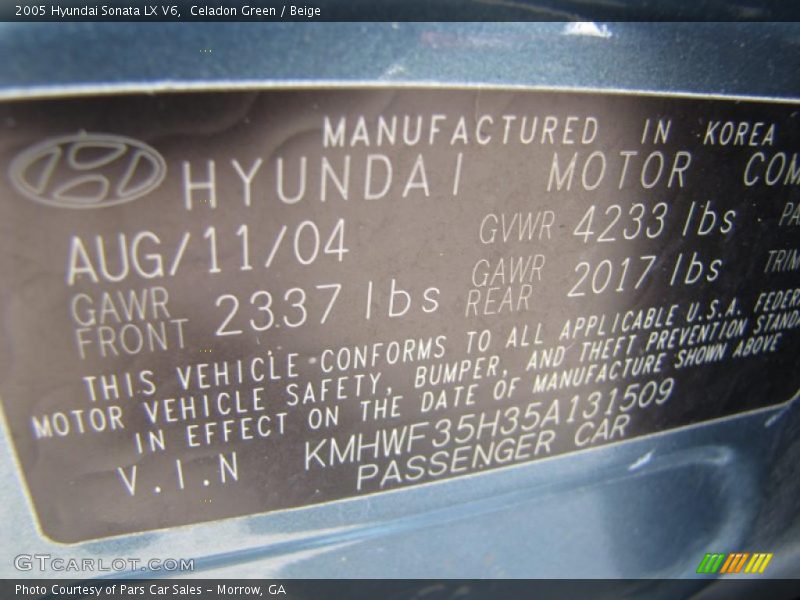 2005 Hyundai Sonata LX V6,  Celadon Green / Beige
MANUFACTURED IN KOREA
HYUNDAI MOTOR COM
AUG/11/04 GVWR 4233 lbs PA
GAWR FRONT 2337 lbs GAWR REAR 2017 lbs TRIM
THIS VEHICLE CONFORMS TO ALL APPLICABLE U.S.A. FEDER
MOTOR VEHICLE SAFETY, BUMPER, AND THEFT PREVENTION STANDA
IN EFFECT ON THE DATE OF MANUFACTURE SHOWN ABOVE
V.I.N KMHWF35H35A131509
PASSENGER CAR
GTCARLOT.COM
Photo Courtesy of Pars Car Sales - Morrow, GA